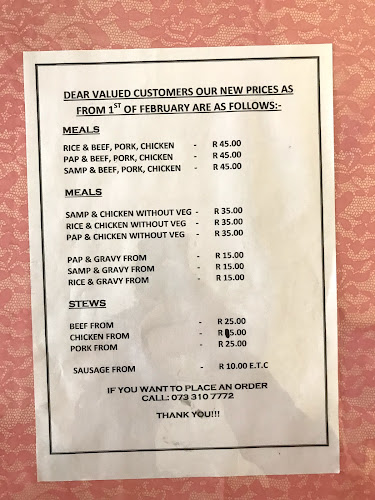 DEAR VALUED CUSTOMERS OUR NEW PRICES AS
FROM 1ST OF FEBRUARY ARE AS FOLLOWS:-
MEALS
RICE & BEEF, PORK, CHICKEN - R 45.00
PAP & BEEF, PORK, CHICKEN - R 45.00
SAMP & BEEF, PORK, CHICKEN - R 45.00
MEALS
SAMP & CHICKEN WITHOUT VEG - R 35.00
RICE & CHICKEN WITHOUT VEG - R 35.00
PAP & CHICKEN WITHOUT VEG - R 35.00
PAP & GRAVY FROM - R 15.00
SAMP & GRAVY FROM - R 15.00
RICE & GRAVY FROM - R 15.00
STEWS
BEEF FROM - R 25.00
CHICKEN FROM - R
PORK FROM - R 25.00
SAUSAGE FROM - R 10.00 E.T.C
IF YOU WANT TO PLACE AN ORDER
CALL: 073 310 7772
THANK YOU!!!